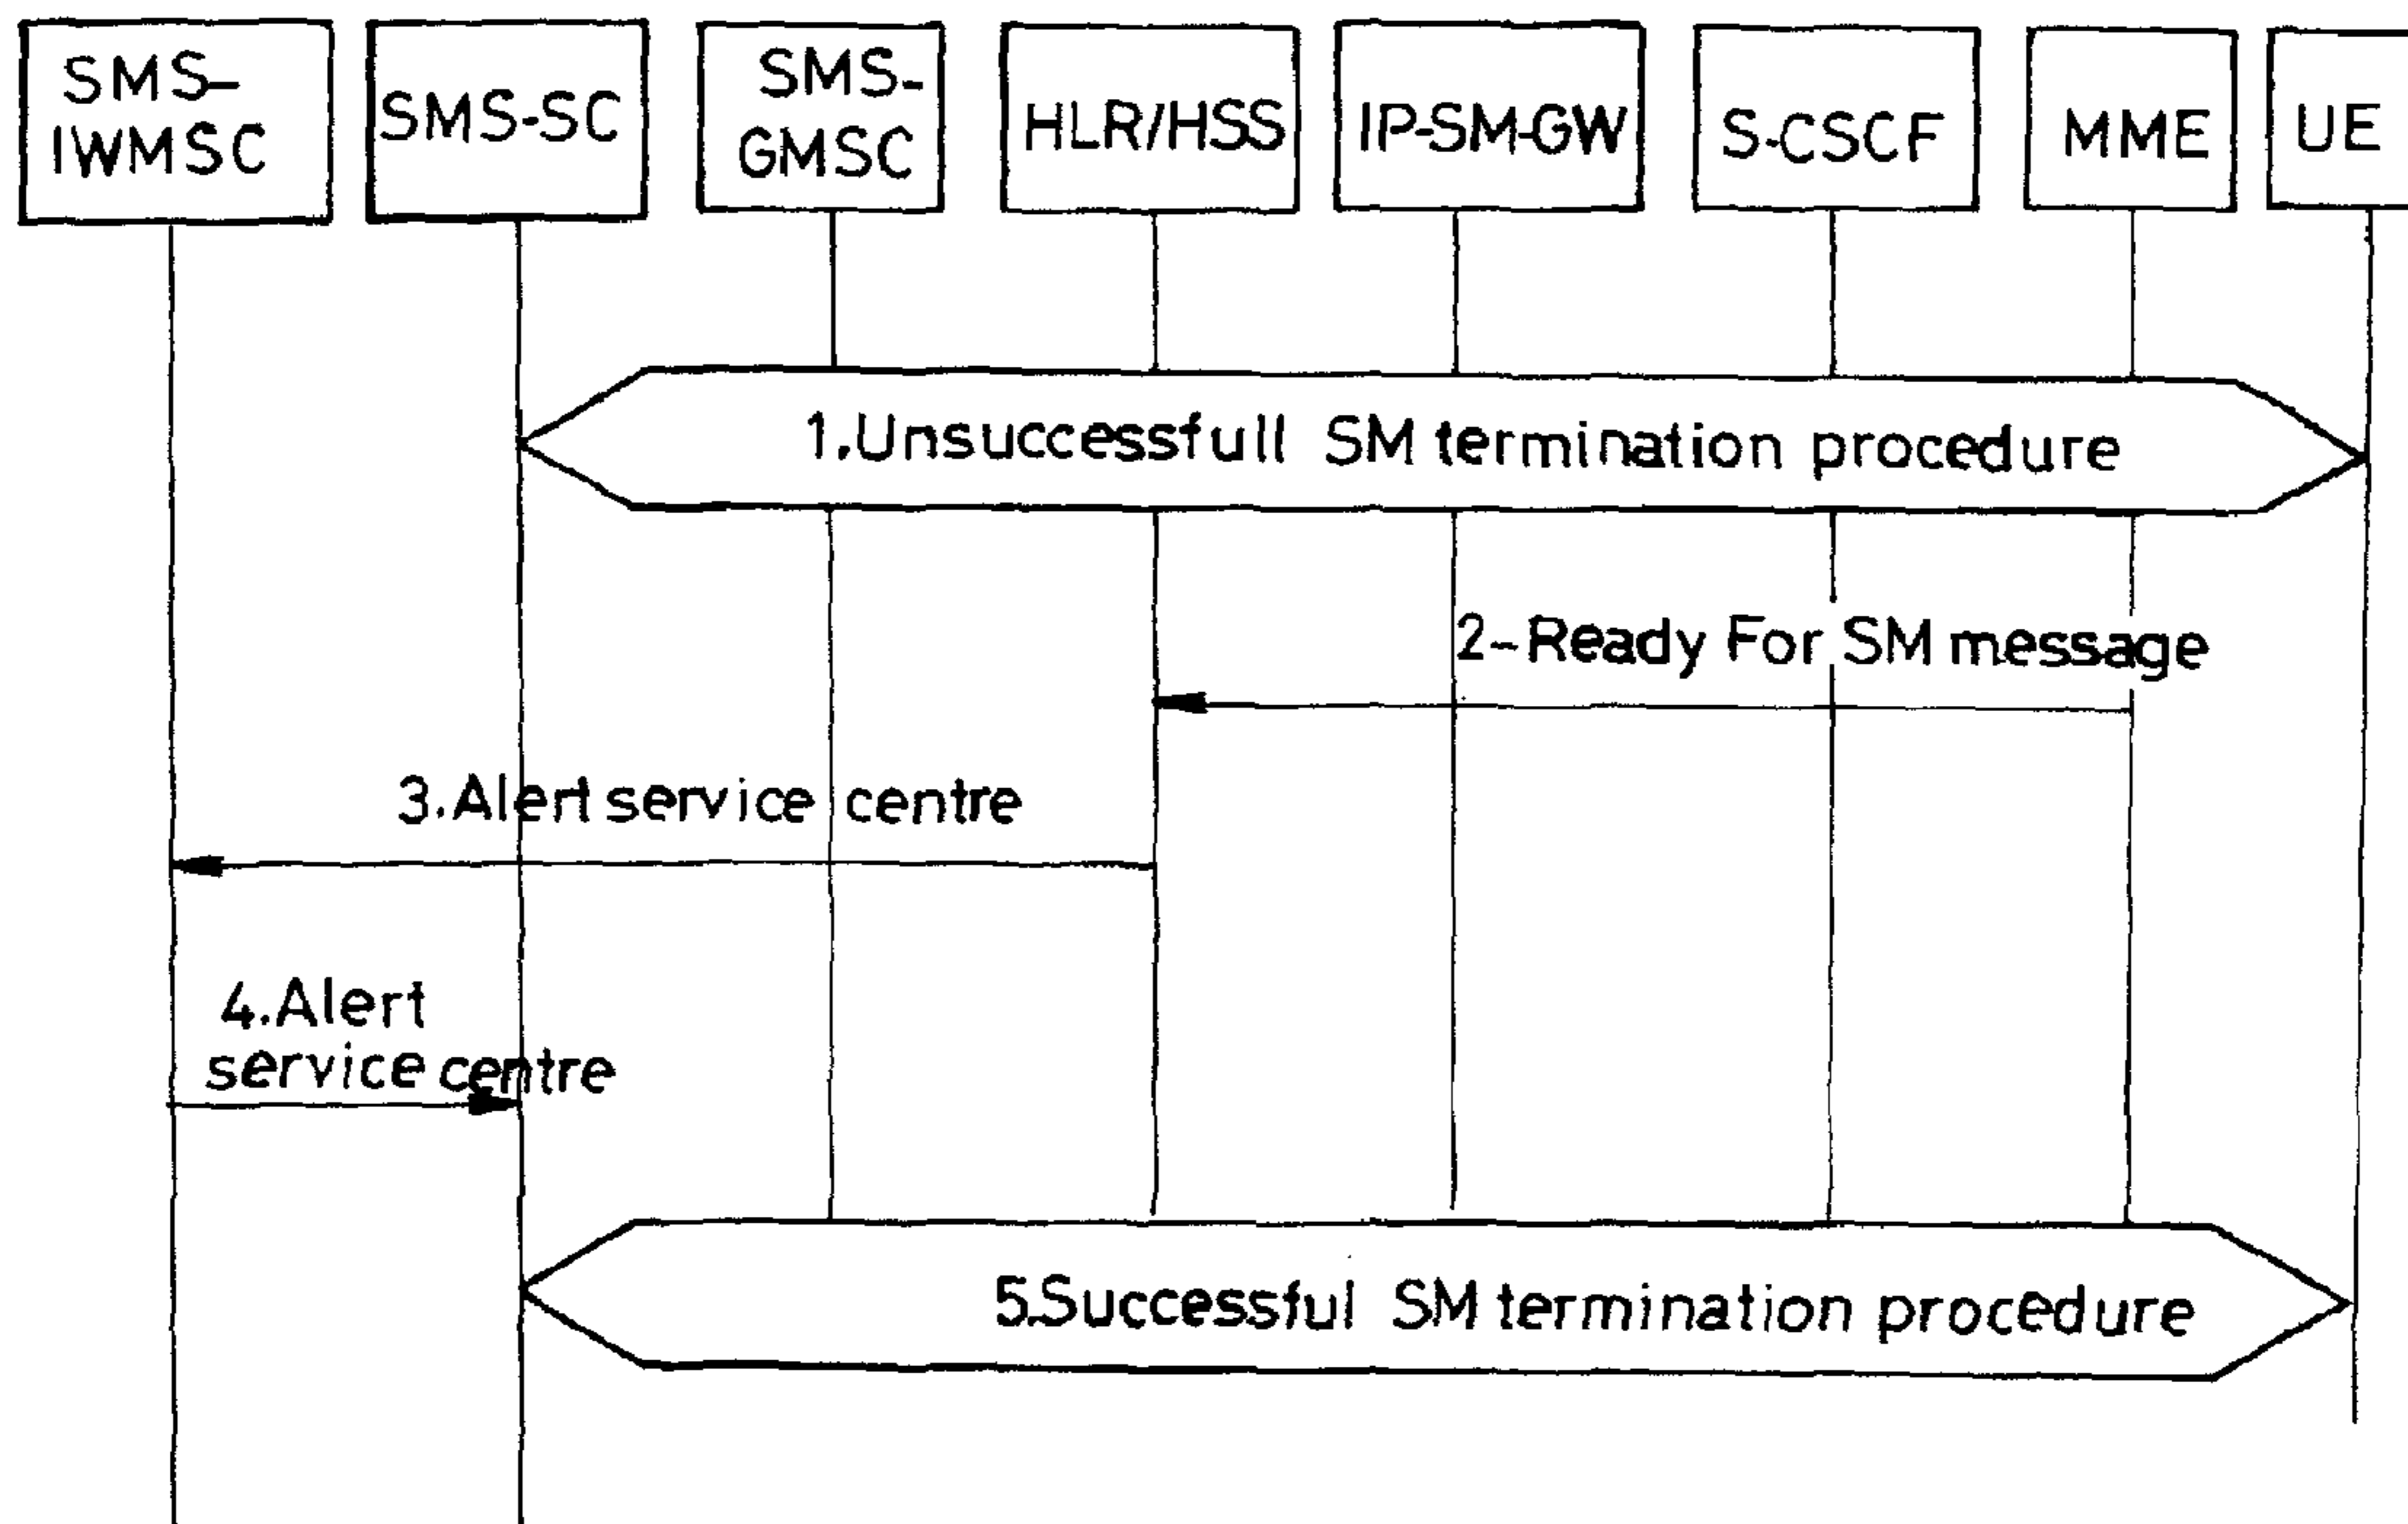 SMS-
IWMSC
SMS-SC
SMS-
GMSC
HLR/HSS
IP-SM-GW
S-CSCF
MME
UE
1.Unsuccessfull SM termination procedure
2-Ready For SM message
3.Alert service centre
4.Alert
service centre
5.Successful SM termination procedure